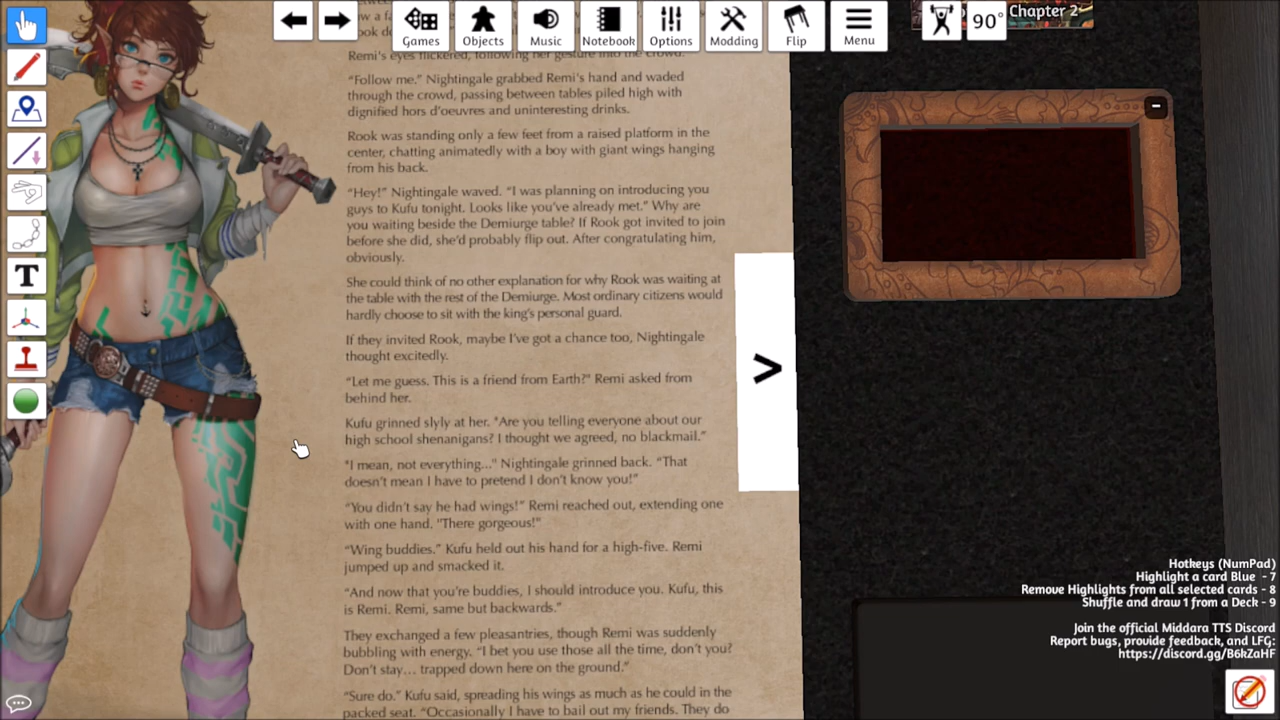 Games
Objects
Music
Notebook
Options
Modding
Flip
Menu
90°
Chapter 2
Remi's eyes flickered, following her gesture into the crowd.
“Follow me.” Nightingale grabbed Remi's hand and waded
through the crowd, passing between tables piled high with
dignified hors d'oeuvres and uninteresting drinks.
Rook was standing only a few feet from a raised platform in the
center, chatting animatedly with a boy with giant wings hanging
from his back.
“Hey!” Nightingale waved. “I was planning on introducing you
guys to Kufu tonight. Looks like you've already met.” Why are
you waiting beside the Demiurge table? If Rook got invited to join
before she did, she'd probably flip out. After congratulating him,
obviously.
She could think of no other explanation for why Rook was waiting at
the table with the rest of the Demiurge. Most ordinary citizens would
hardly choose to sit with the king's personal guard.
If they invited Rook, maybe I've got a chance too, Nightingale
thought excitedly.
“Let me guess. This is a friend from Earth?” Remi asked from
behind her.
Kufu grinned slyly at her. "Are you telling everyone about our
high school shenanigans? I thought we agreed, no blackmail.”
"I mean, not everything..." Nightingale grinned back. “That
doesn't mean I have to pretend I don't know you!”
“You didn't say he had wings!” Remi reached out, extending one
with one hand. "There gorgeous!"
“Wing buddies.” Kufu held out his hand for a high-five. Remi
jumped up and smacked it.
“And now that you're buddies, I should introduce you. Kufu, this
is Remi. Remi, same but backwards.”
They exchanged a few pleasantries, though Remi was suddenly
bubbling with energy. “I bet you use those all the time, don't you?
Don't stay... trapped down here on the ground.”
“Sure do.” Kufu said, spreading his wings as much as he could in the
packed seat. “Occasionally I have to bail out my friends. They do
>
T
Hotkeys (NumPad)
Highlight a card Blue - 7
Remove Highlights from all selected cards - 8
Shuffle and draw 1 from a Deck - 9
Join the official Middara TTS Discord
Report bugs, provide feedback, and LFG:
https://discord.gg/B6kZaHF